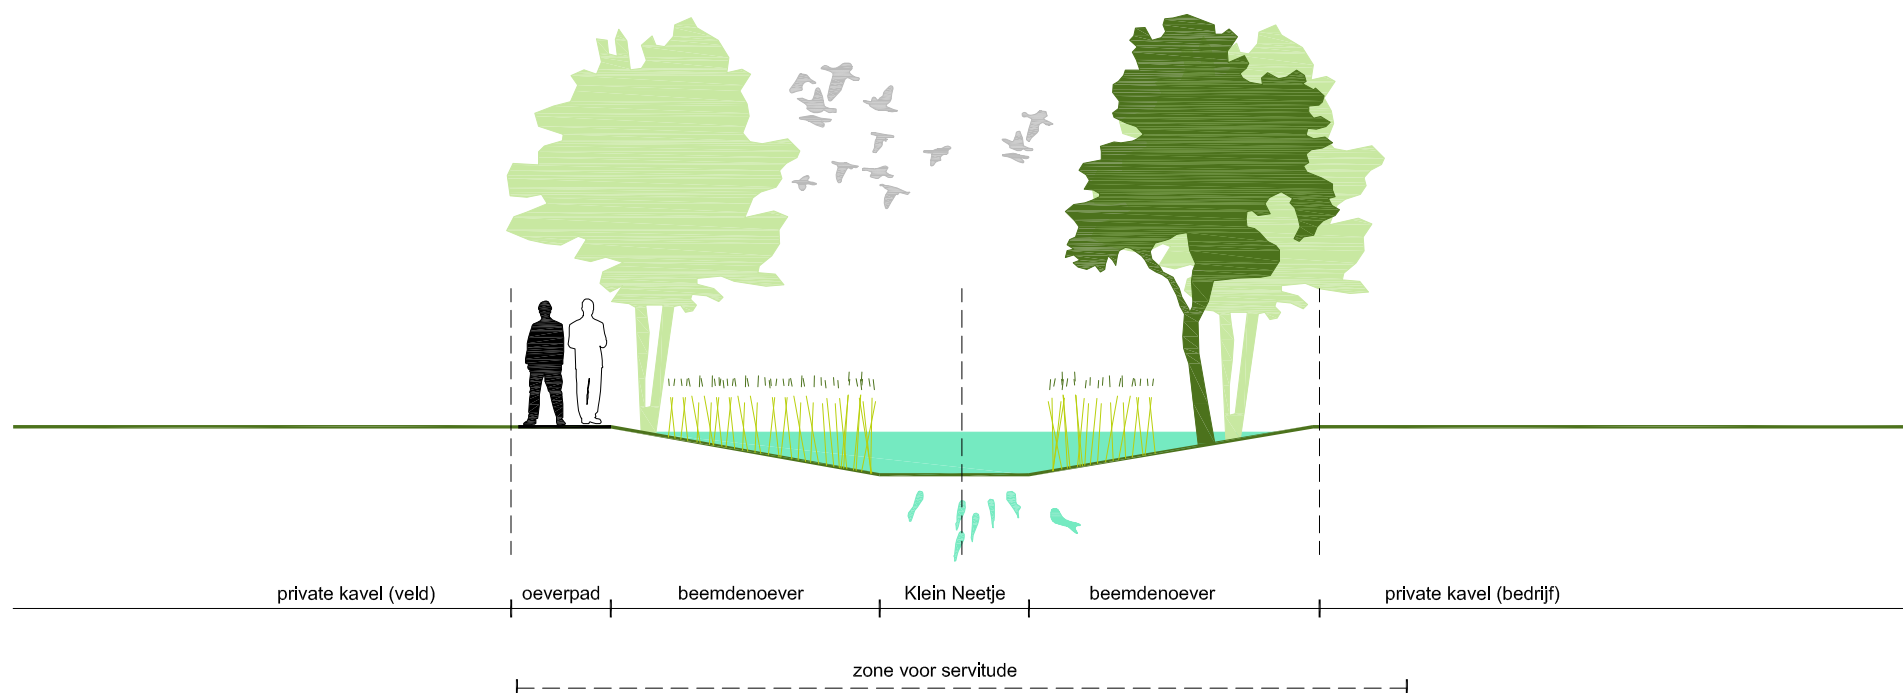 private kavel (veld)
oeverpad
beemdenoever
Klein Neetje
beemdenoever
private kavel (bedrijf)
zone voor servitude